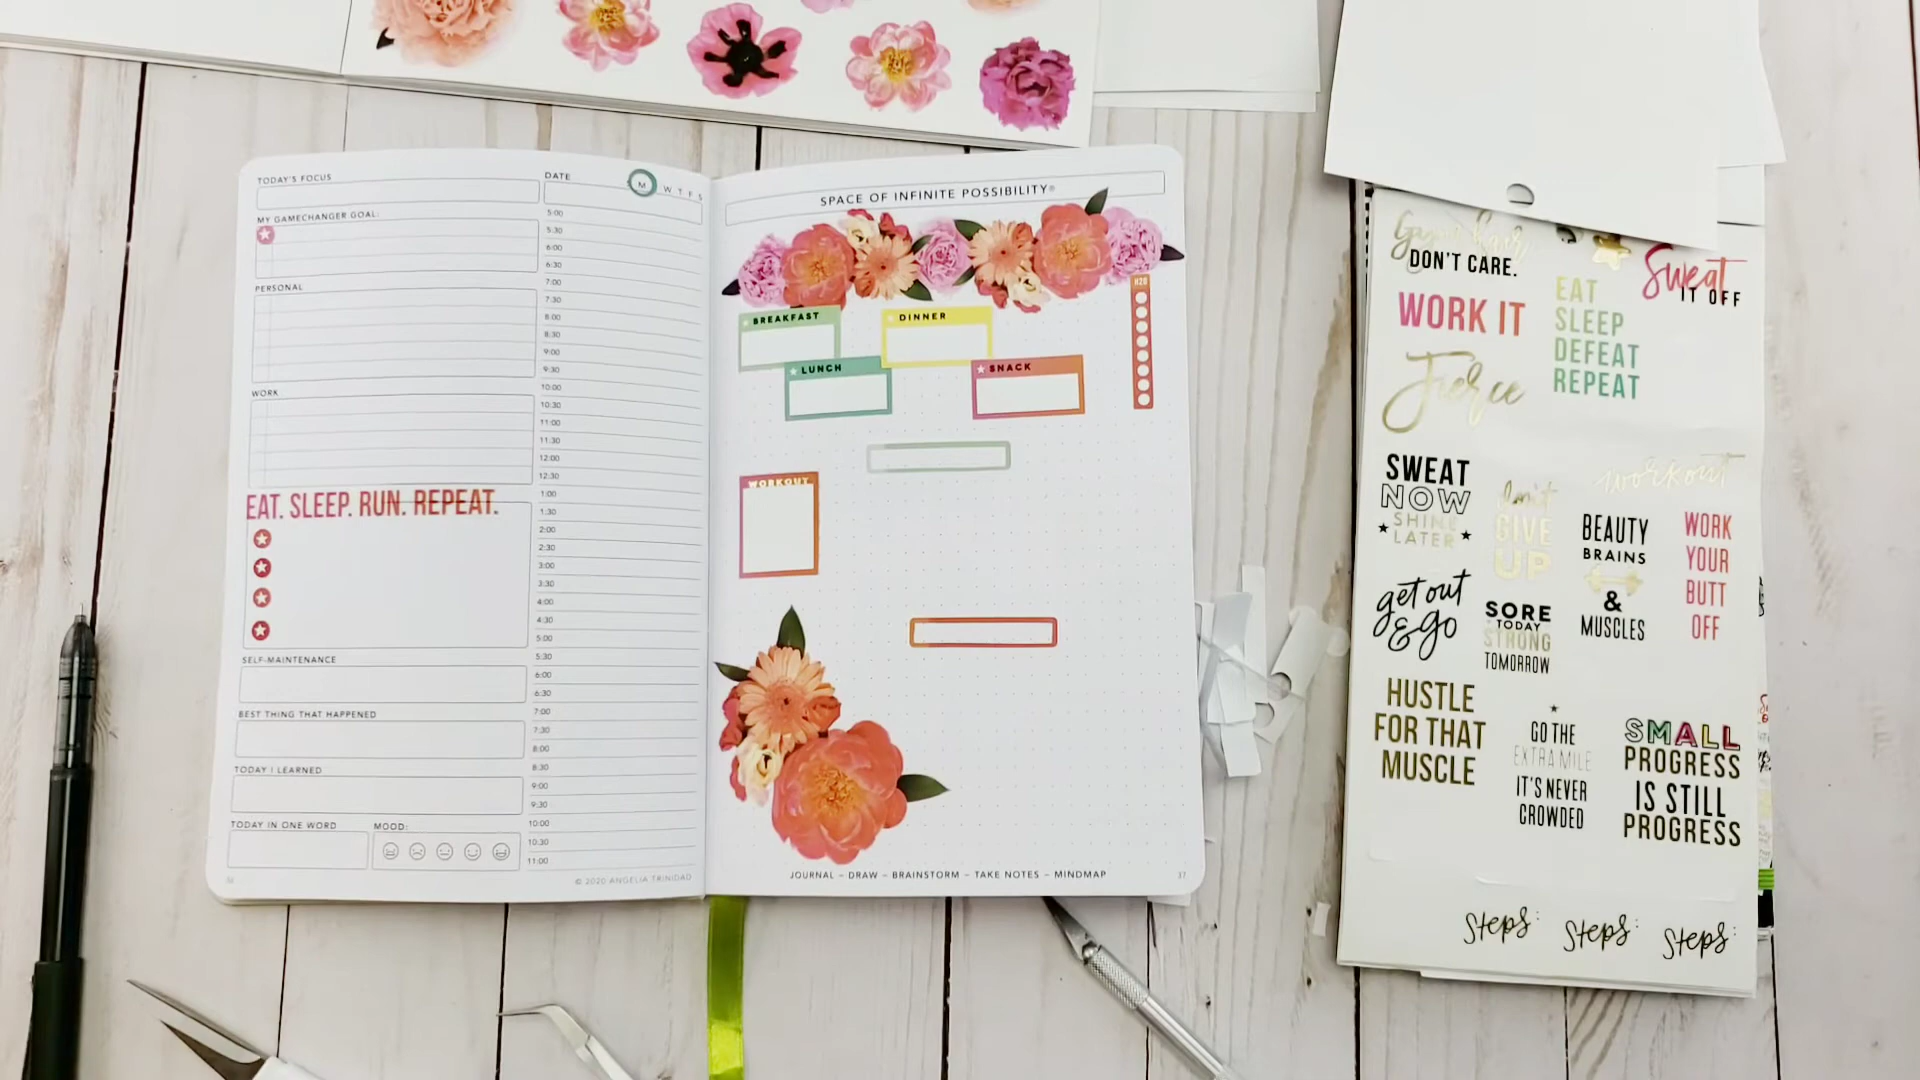 TODAY'S FOCUS
DATE
M W T F S
MY GAMECHANGER GOAL:
PERSONAL
WORK
EAT. SLEEP. RUN. REPEAT.
SELF-MAINTENANCE
BEST THING THAT HAPPENED
TODAY I LEARNED
TODAY IN ONE WORD
MOOD:
5:00
5:30
6:00
6:30
7:00
7:30
8:00
8:30
9:00
9:30
10:00
10:30
11:00
11:30
12:00
12:30
1:00
1:30
2:00
2:30
3:00
3:30
4:00
4:30
5:00
5:30
6:00
6:30
7:00
7:30
8:00
8:30
9:00
9:30
10:00
10:30
11:00
© 2020 ANGELIA TRINIDAD
SPACE OF INFINITE POSSIBILITY®
H2O
BREAKFAST
DINNER
LUNCH
SNACK
WORKOUT
JOURNAL – DRAW – BRAINSTORM – TAKE NOTES – MINDMAP
37
DON'T CARE.
Sweat
IT OFF
WORK IT
EAT
SLEEP
DEFEAT
REPEAT
Fierce
SWEAT
NOW
SHINE
LATER
workout
don't
GIVE
UP
BEAUTY
BRAINS
&
MUSCLES
WORK
YOUR
BUTT
OFF
get out
& go
SORE
TODAY
STRONG
TOMORROW
HUSTLE
FOR THAT
MUSCLE
GO THE
EXTRA MILE
IT'S NEVER
CROWDED
SMALL
PROGRESS
IS STILL
PROGRESS
Steps: Steps: Steps: